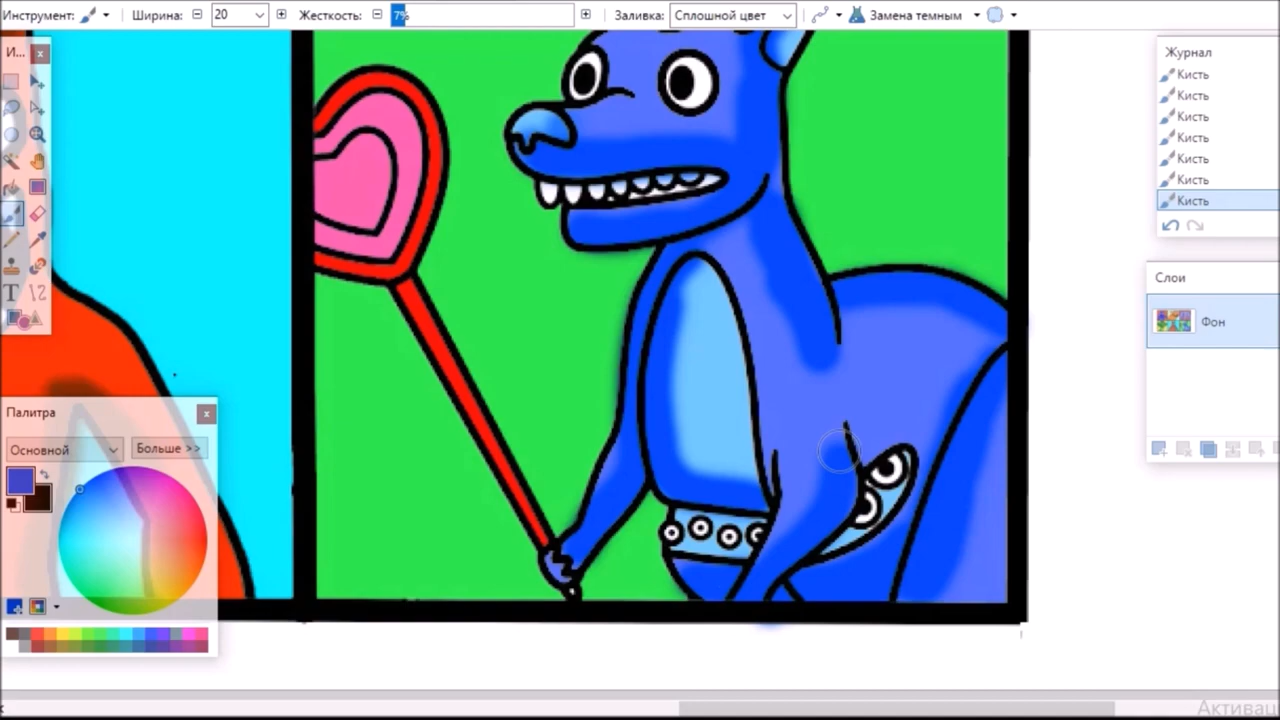 Инструмент: Ширина: 20 Жесткость: 7% Заливка: Сплошной цвет Замена темным
И...
Журнал
Кисть
Кисть
Кисть
Кисть
Кисть
Кисть
Кисть
Слои
Фон
Палитра
Основной Больше >>
Активац